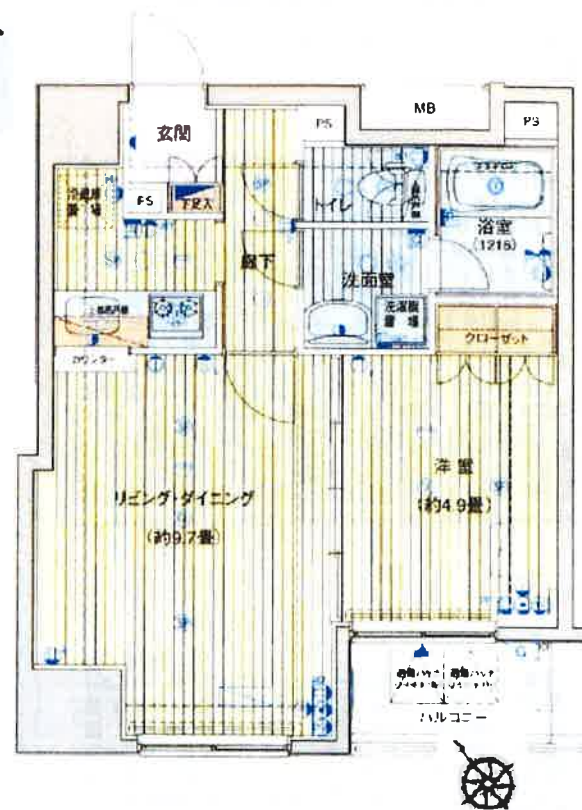 玄関
PS
MB
PS
冷蔵庫
置場
PS
下足入
トイレ
浴室
(1216)
廊下
洗面室
洗濯機
置場
クローゼット
カウンター
洋室
(約4.9畳)
リビング・ダイニング
(約9.7畳)
バルコニー